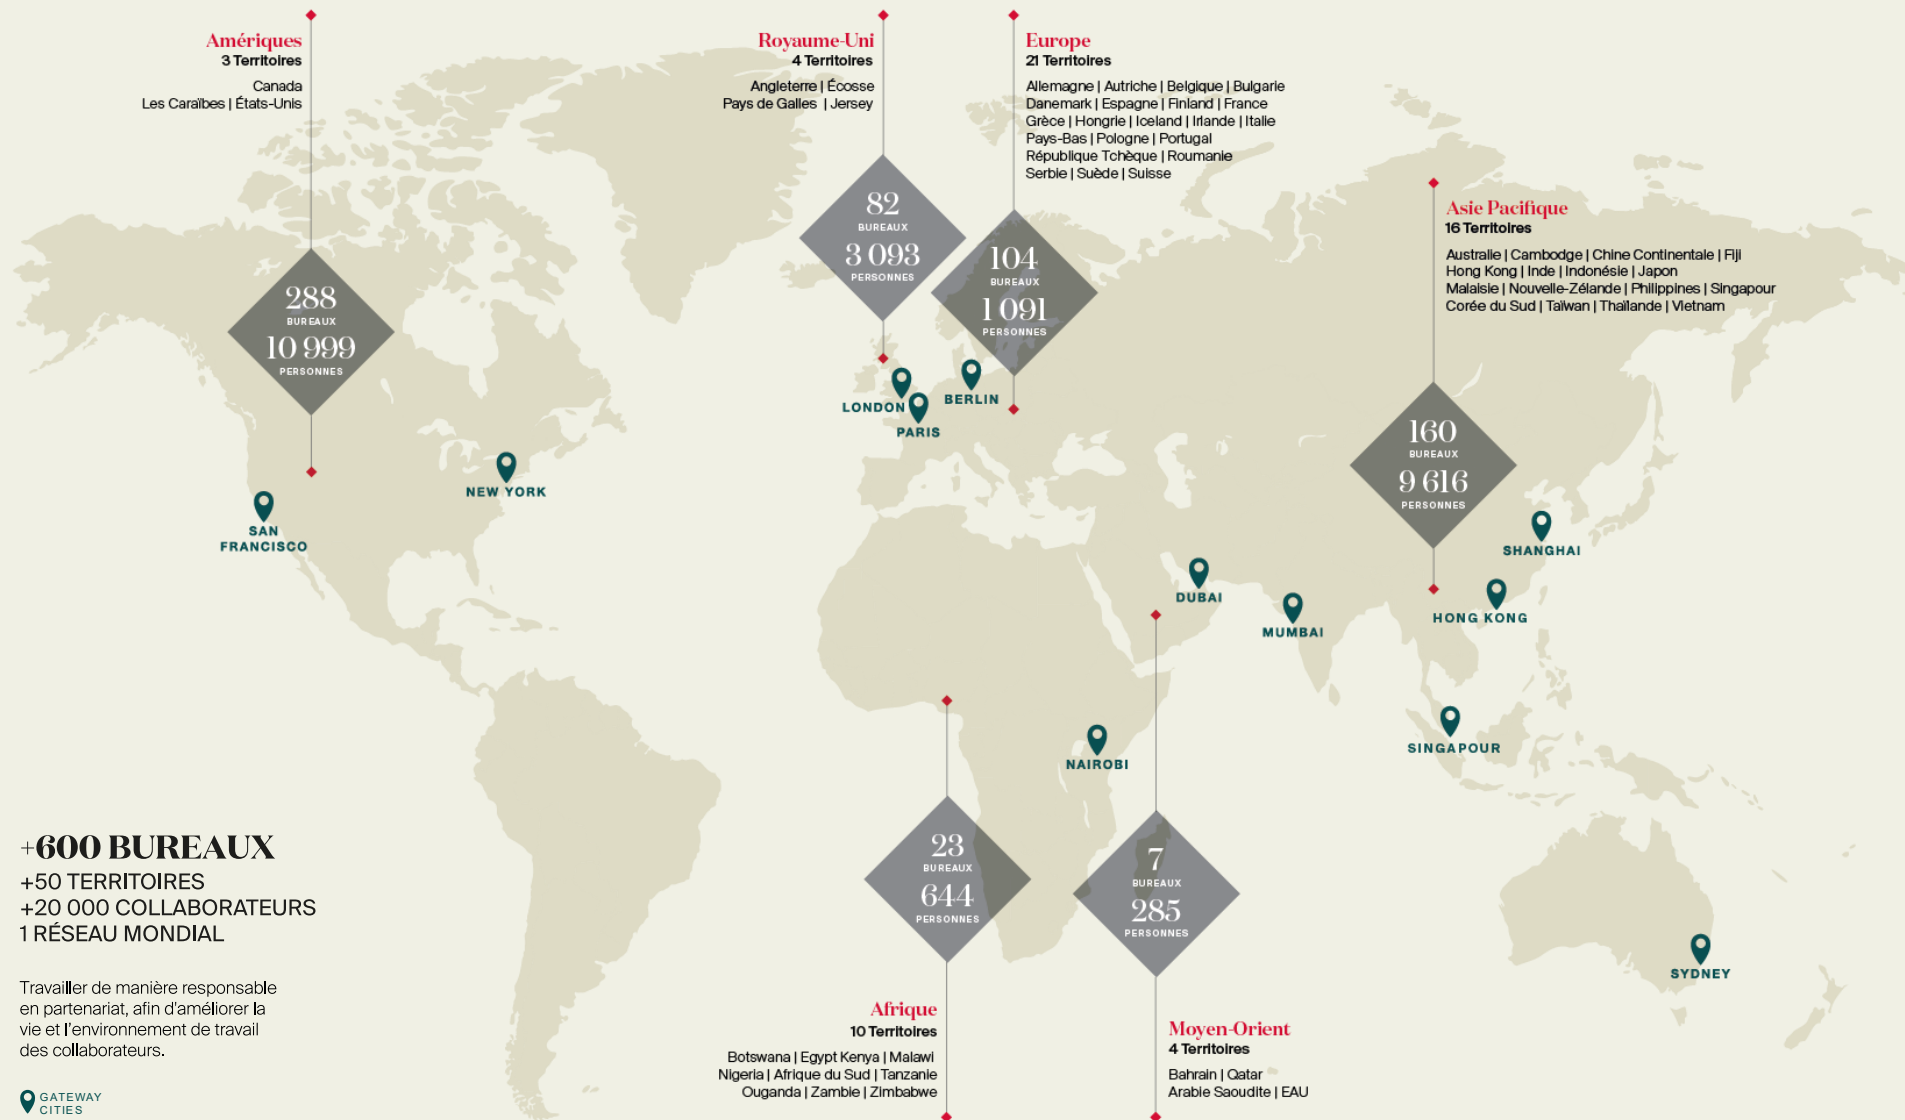 Amériques
3 Territoires
Canada
Les Caraïbes | États-Unis
Royaume-Uni
4 Territoires
Angleterre | Écosse
Pays de Galles | Jersey
Europe
21 Territoires
Allemagne | Autriche | Belgique | Bulgarie
Danemark | Espagne | Finland | France
Grèce | Hongrie | Iceland | Irlande | Italie
Pays-Bas | Pologne | Portugal
République Tchèque | Roumanie
Serbie | Suède | Suisse
Asie Pacifique
16 Territoires
Australie | Cambodge | Chine Continentale | Fiji
Hong Kong | Inde | Indonésie | Japon
Malaisie | Nouvelle-Zélande | Philippines | Singapour
Corée du Sud | Taïwan | Thaïlande | Vietnam
288
BUREAUX
10 999
PERSONNES
82
BUREAUX
3 093
PERSONNES
104
BUREAUX
1 091
PERSONNES
160
BUREAUX
9 616
PERSONNES
LONDON
PARIS
BERLIN
NEW YORK
SAN
FRANCISCO
SHANGHAI
DUBAI
HONG KONG
MUMBAI
SINGAPOUR
NAIROBI
SYDNEY
23
BUREAUX
644
PERSONNES
7
BUREAUX
285
PERSONNES
+600 BUREAUX
+50 TERRITOIRES
+20 000 COLLABORATEURS
1 RÉSEAU MONDIAL
Travailler de manière responsable
en partenariat, afin d'améliorer la
vie et l'environnement de travail
des collaborateurs.
GATEWAY
CITIES
Afrique
10 Territoires
Botswana | Egypt Kenya | Malawi
Nigeria | Afrique du Sud | Tanzanie
Ouganda | Zambie | Zimbabwe
Moyen-Orient
4 Territoires
Bahrain | Qatar
Arabie Saoudite | EAU